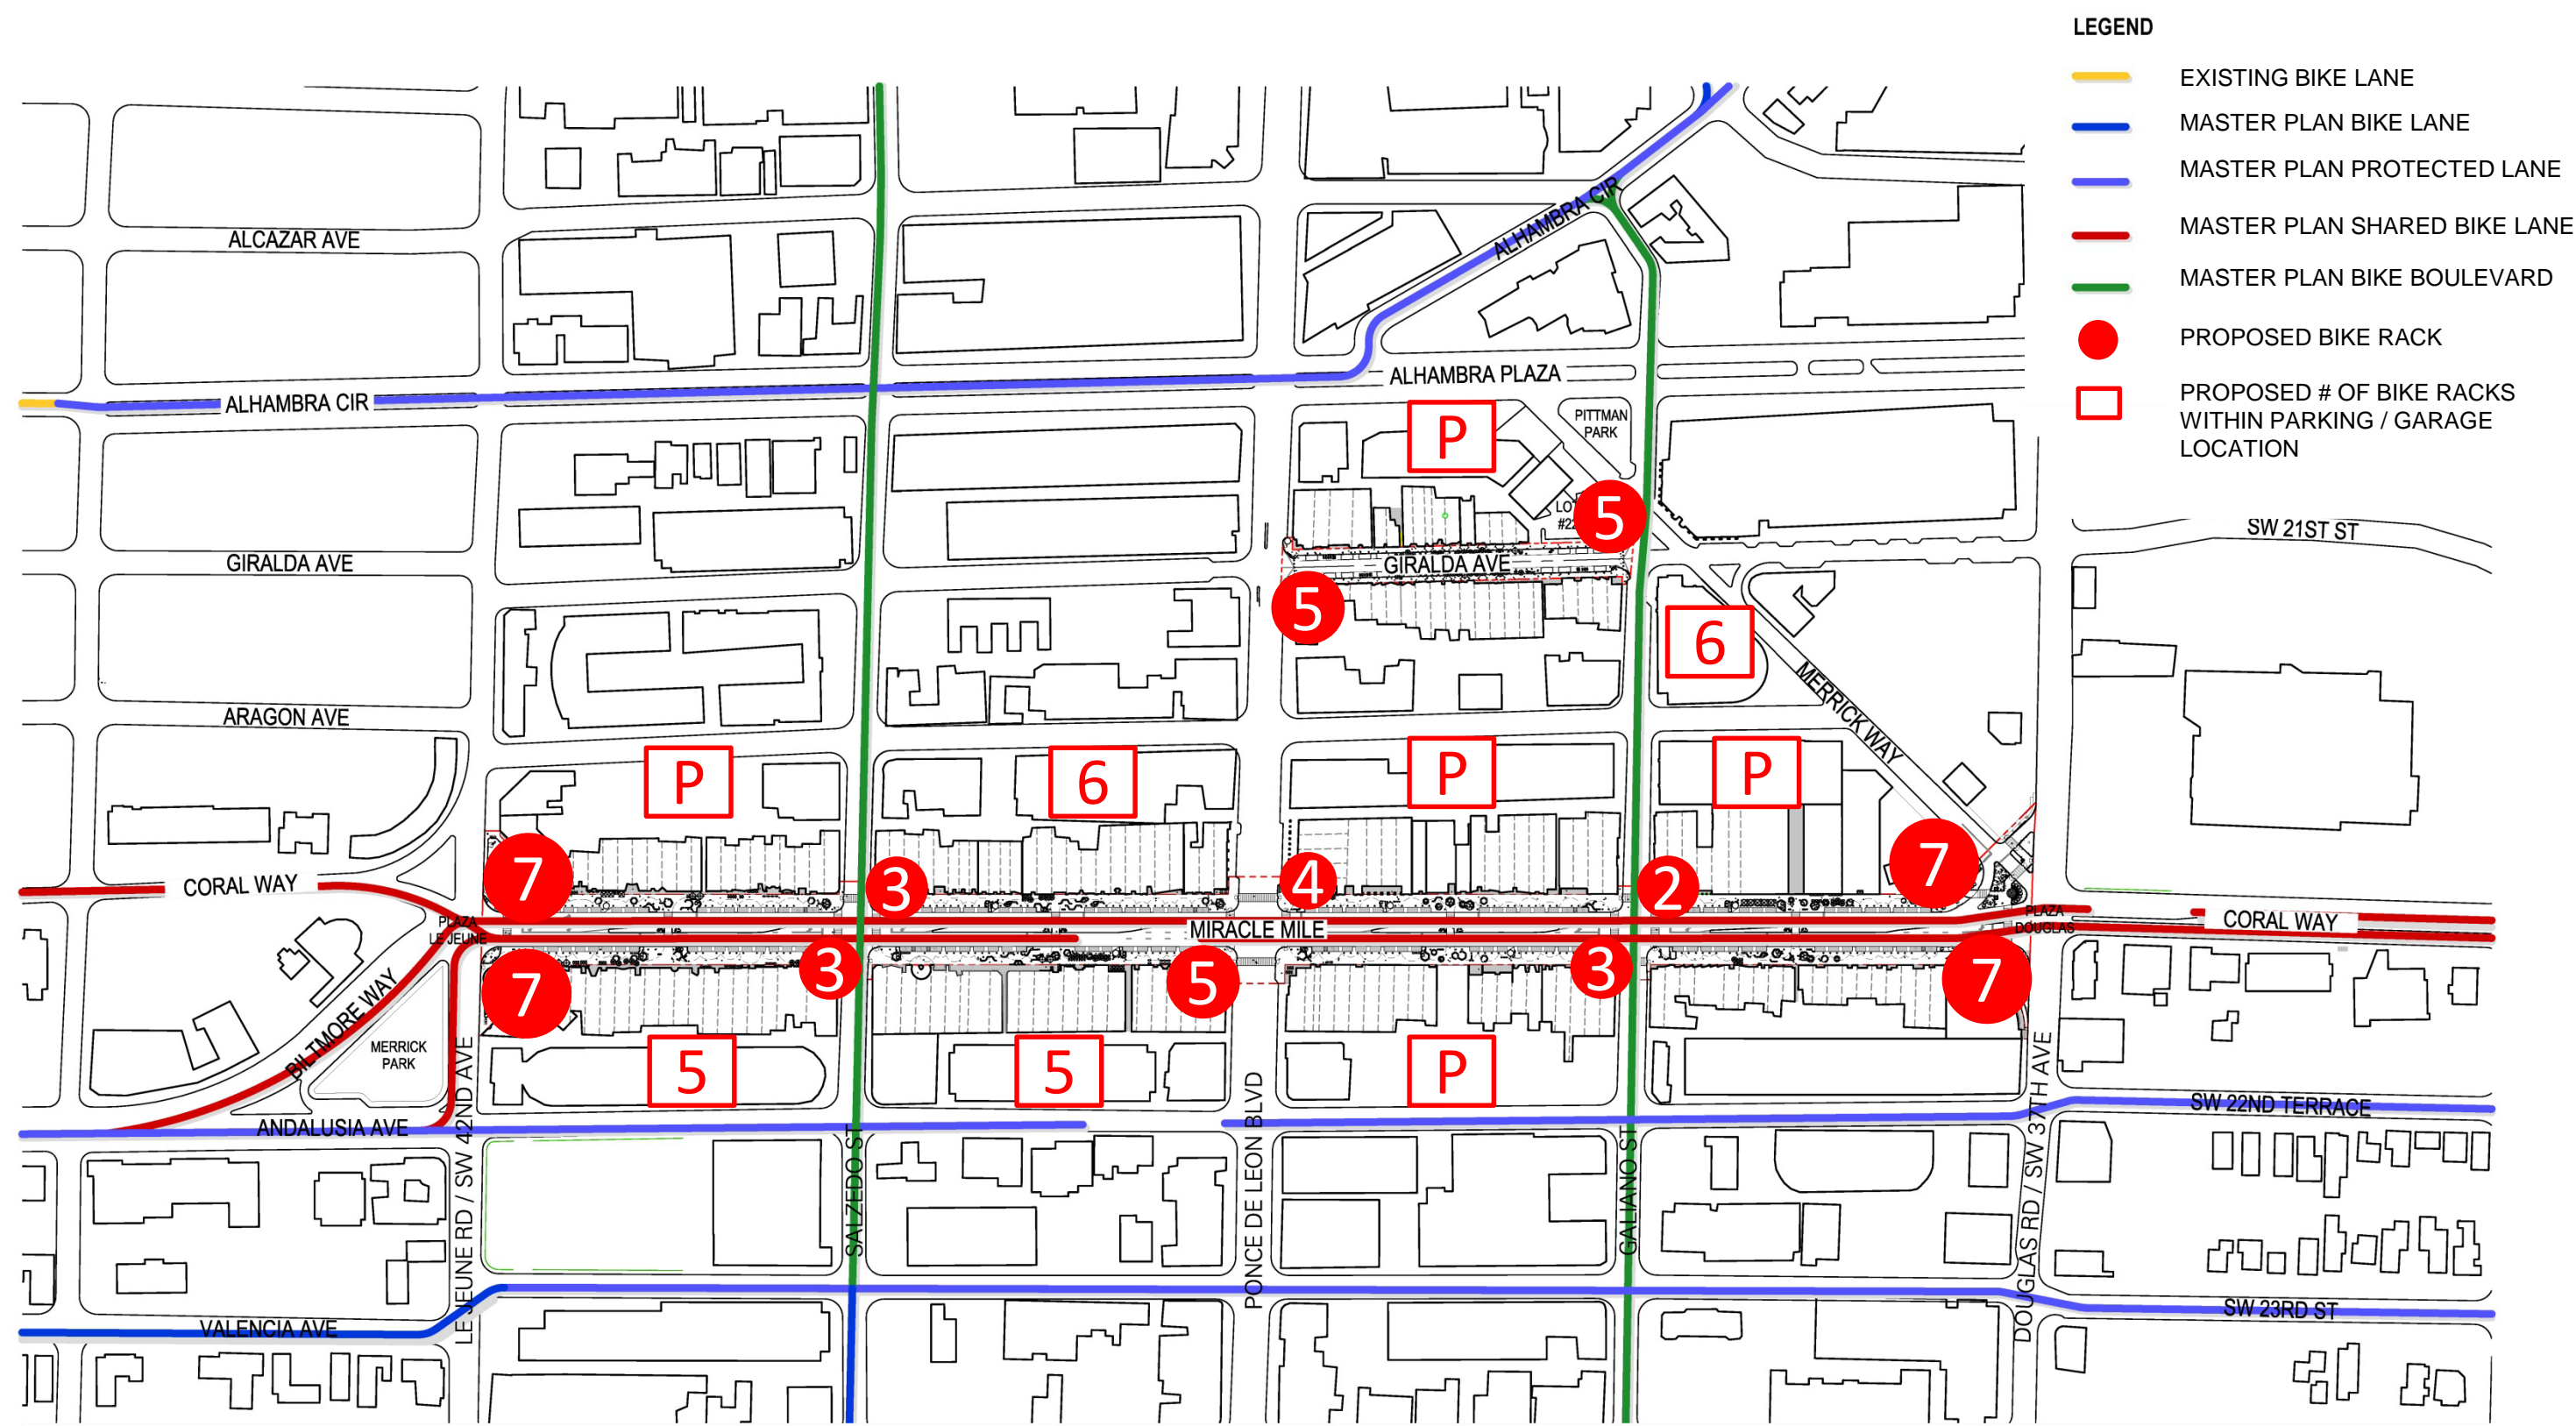 LEGEND
EXISTING BIKE LANE
MASTER PLAN BIKE LANE
MASTER PLAN PROTECTED LANE
MASTER PLAN SHARED BIKE LANE
MASTER PLAN BIKE BOULEVARD
PROPOSED BIKE RACK
PROPOSED # OF BIKE RACKS
WITHIN PARKING / GARAGE
LOCATION
ALHAMBRA CIR
ALCAZAR AVE
ALHAMBRA PLAZA
ALHAMBRA CIR
PITTMAN
PARK
P
5
SW 21ST ST
GIRALDA AVE
GIRALDA AVE
5
6
MERRICK WAY
ARAGON AVE
P
6
P
P
7
3
4
2
7
CORAL WAY
PLAZA
LE JEUNE
MIRACLE MILE
PLAZA
DOUGLAS
CORAL WAY
7
3
5
3
7
BILTMORE WAY
MERRICK
PARK
5
5
P
SW 22ND TERRACE
ANDALUSIA AVE
LEJEUNE RD / SW 42ND AVE
SALZEDO ST
PONCE DE LEON BLVD
GALIANO ST
DOUGLAS RD / SW 37TH AVE
VALENCIA AVE
SW 23RD ST